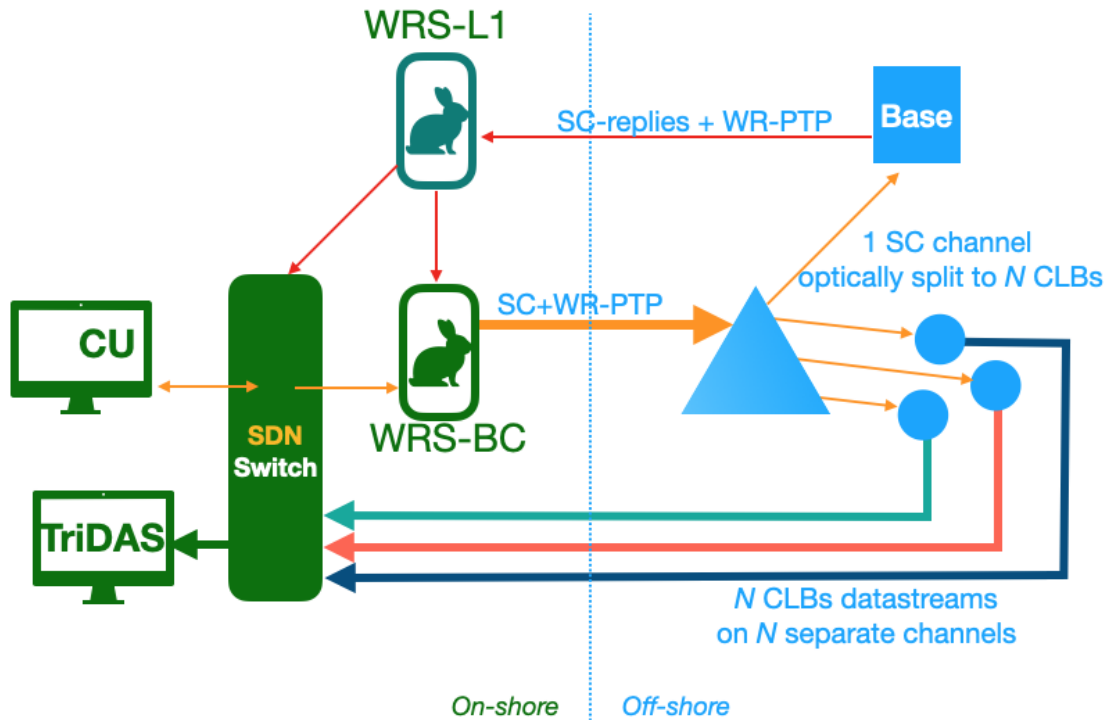 WRS-L1
SC-replies + WR-PTP
Base
1 SC channel
optically split to N CLBs
SC+WR-PTP
CU
WRS-BC
SDN
Switch
TriDAS
N CLBs datastreams
on N separate channels
On-shore
Off-shore